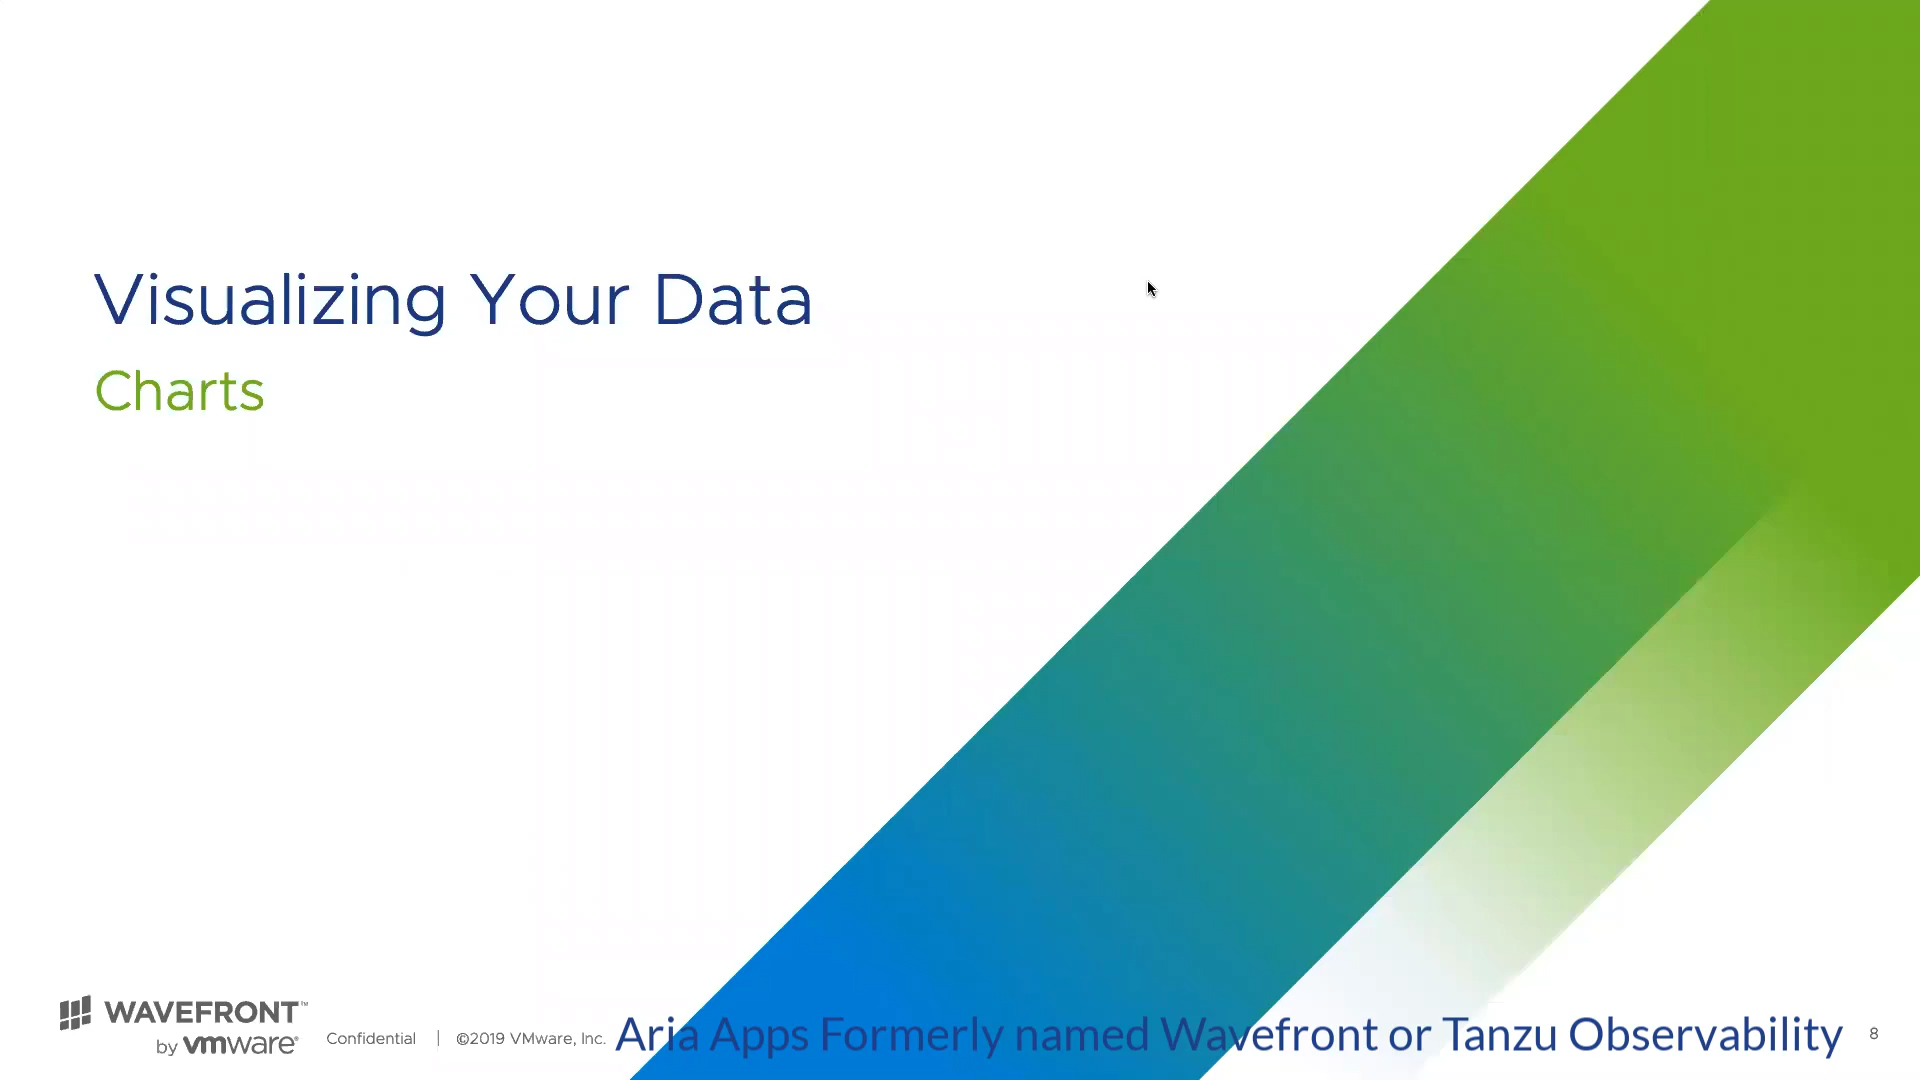 Visualizing Your Data
Charts
WAVEFRONT™
by vmware®
Confidential | ©2019 VMware, Inc.
Aria Apps Formerly named Wavefront or Tanzu Observability
8